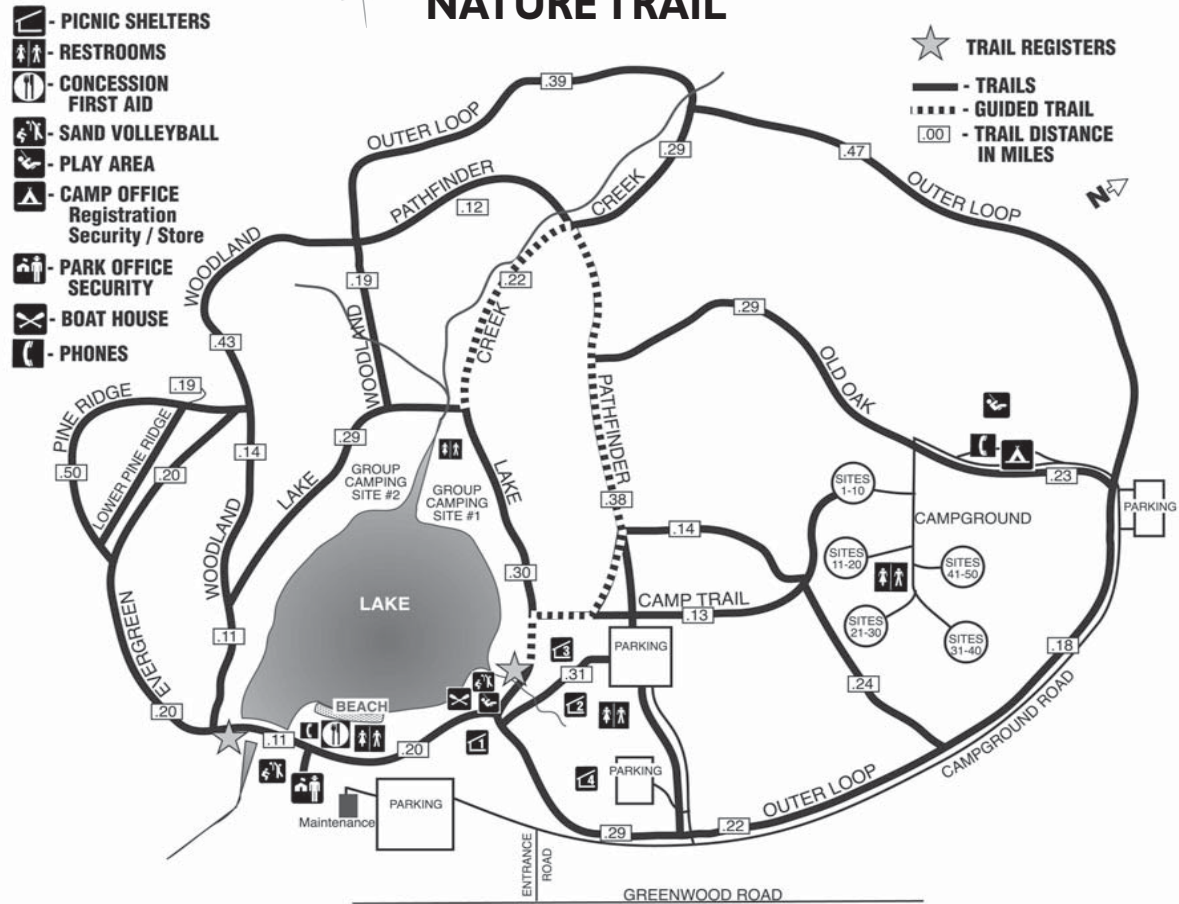 NATURE TRAIL
- PICNIC SHELTERS
- RESTROOMS
- CONCESSION
FIRST AID
- SAND VOLLEYBALL
- PLAY AREA
- CAMP OFFICE
Registration
Security / Store
- PARK OFFICE
SECURITY
- BOAT HOUSE
- PHONES
TRAIL REGISTERS
- TRAILS
- GUIDED TRAIL
.00 - TRAIL DISTANCE
IN MILES
N
.39
OUTER LOOP
.29
.47
OUTER LOOP
PATHFINDER
.12
CREEK
WOODLAND
.19
.22
CREEK
WOODLAND
.43
.29
OLD OAK
PINE RIDGE
.19
LOWER PINE RIDGE
.50
.20
.14
.29
LAKE
GROUP
CAMPING
SITE #2
GROUP
CAMPING
SITE #1
LAKE
PATHFINDER
.38
.23
PARKING
SITES
1-10
CAMPGROUND
SITES
11-20
SITES
41-50
SITES
21-30
SITES
31-40
WOODLAND
.14
.30
LAKE
CAMP TRAIL
.13
.11
EVERGREEN
.20
PARKING
3
.31
2
.18
.24
CAMPGROUND ROAD
BEACH
.11
.20
1
4
PARKING
OUTER LOOP
Maintenance
PARKING
.29
.22
ENTRANCE
ROAD
GREENWOOD ROAD